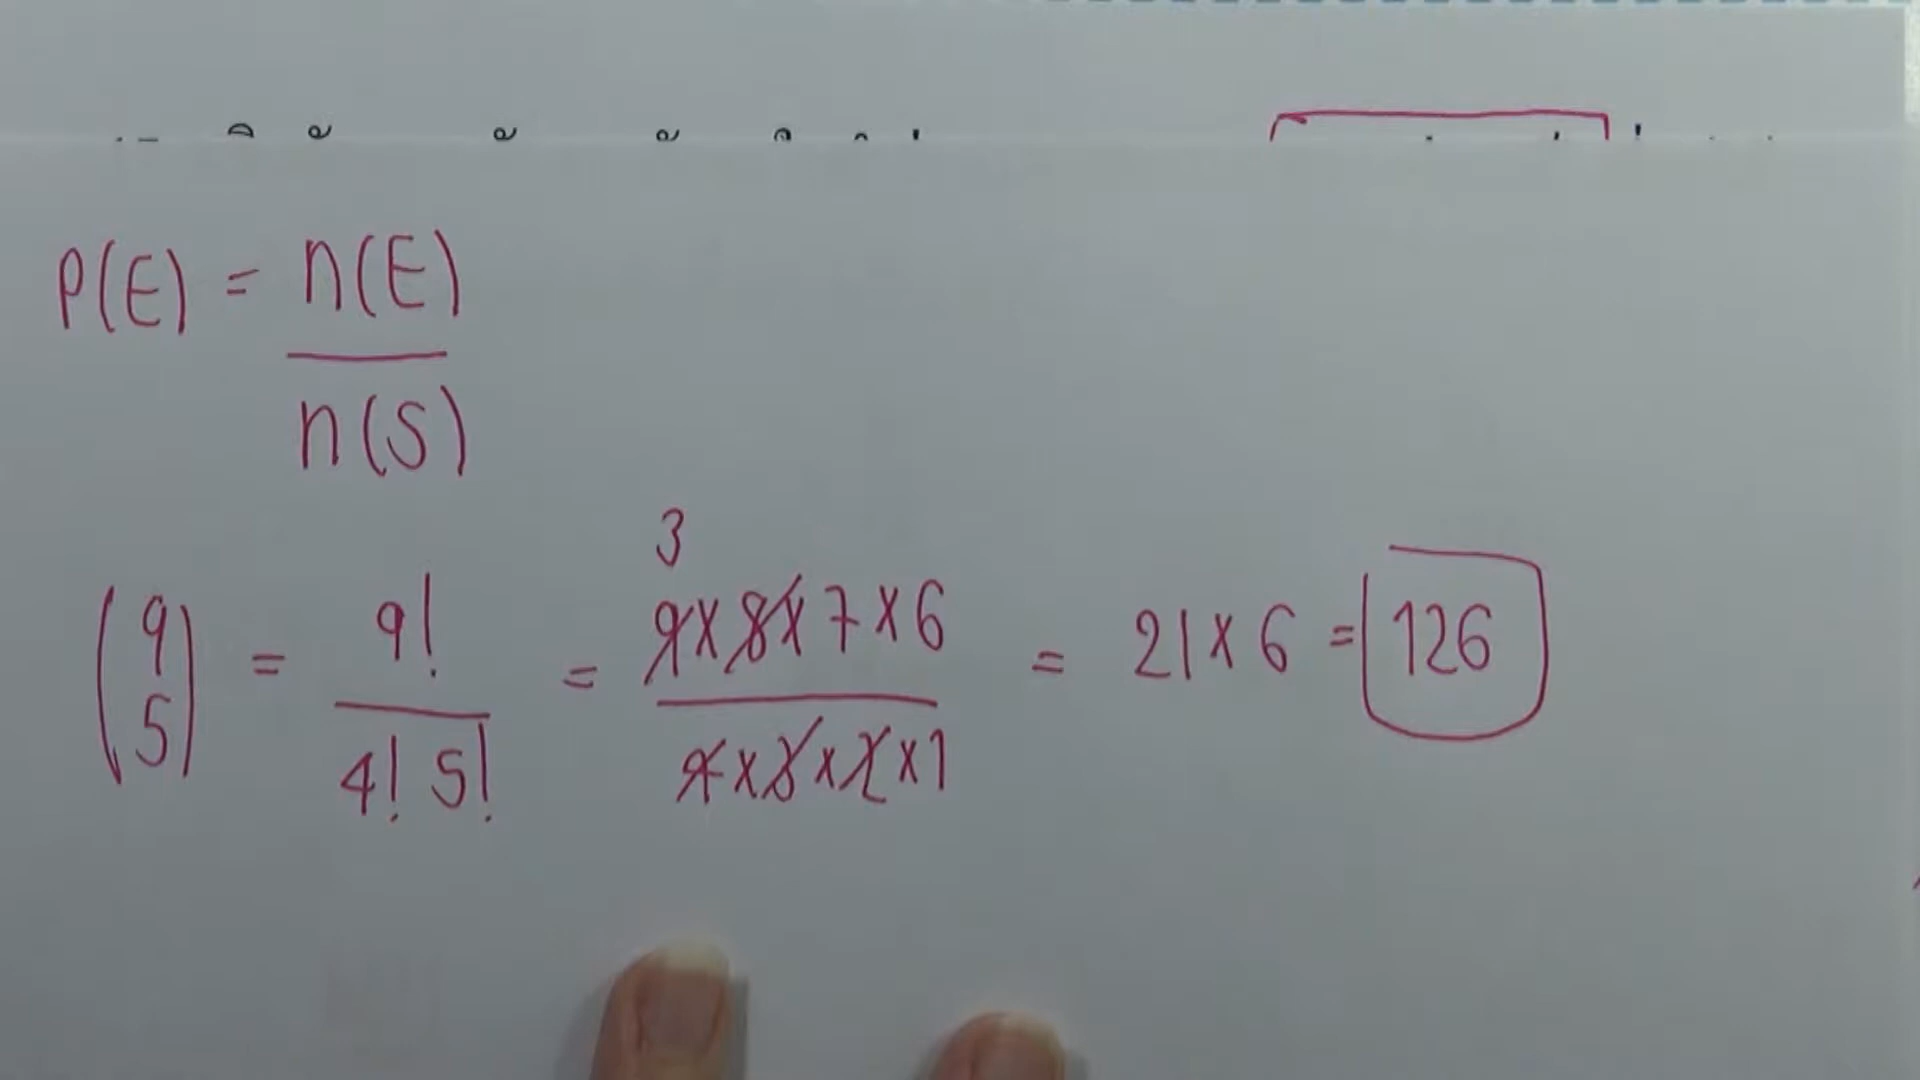 P(E) = n(E) / n(S)
(9 5) = 9! / 4! 5! = 3 9 x 8 x 7 x 6 / 4 x 3 x 2 x 1 = 21 x 6 = 126